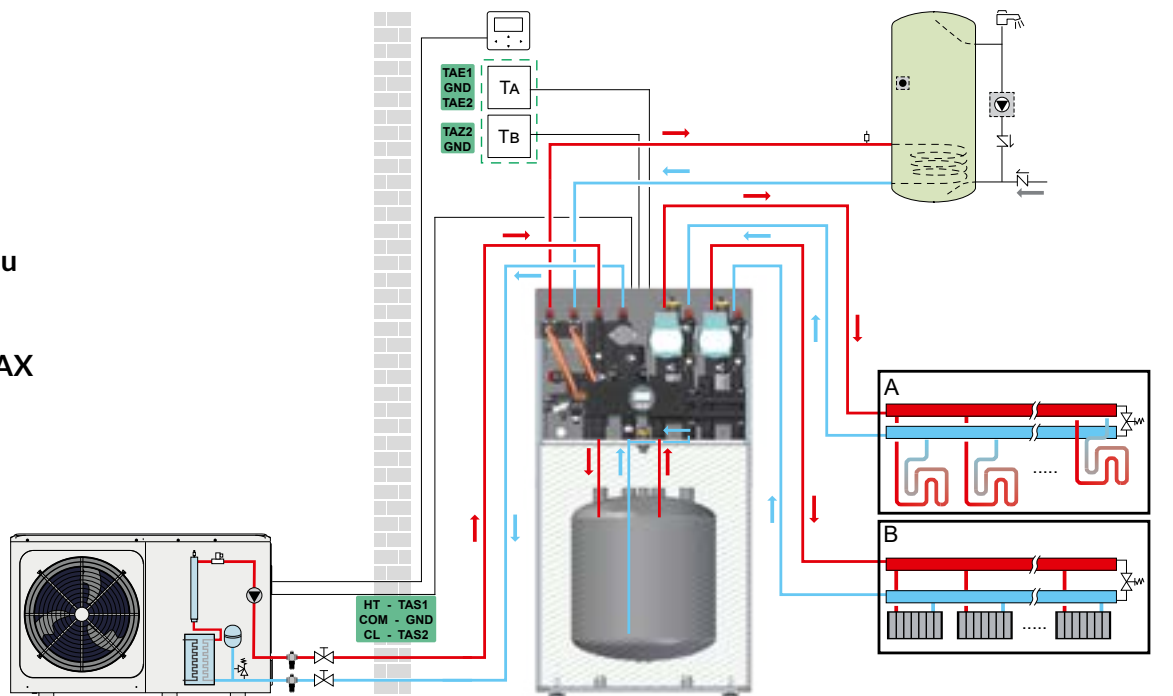 TAE1
GND
TAE2
TA
TAZ2
GND
TB
u
AX
A
.....
B
.....
HT - TAS1
COM - GND
CL - TAS2